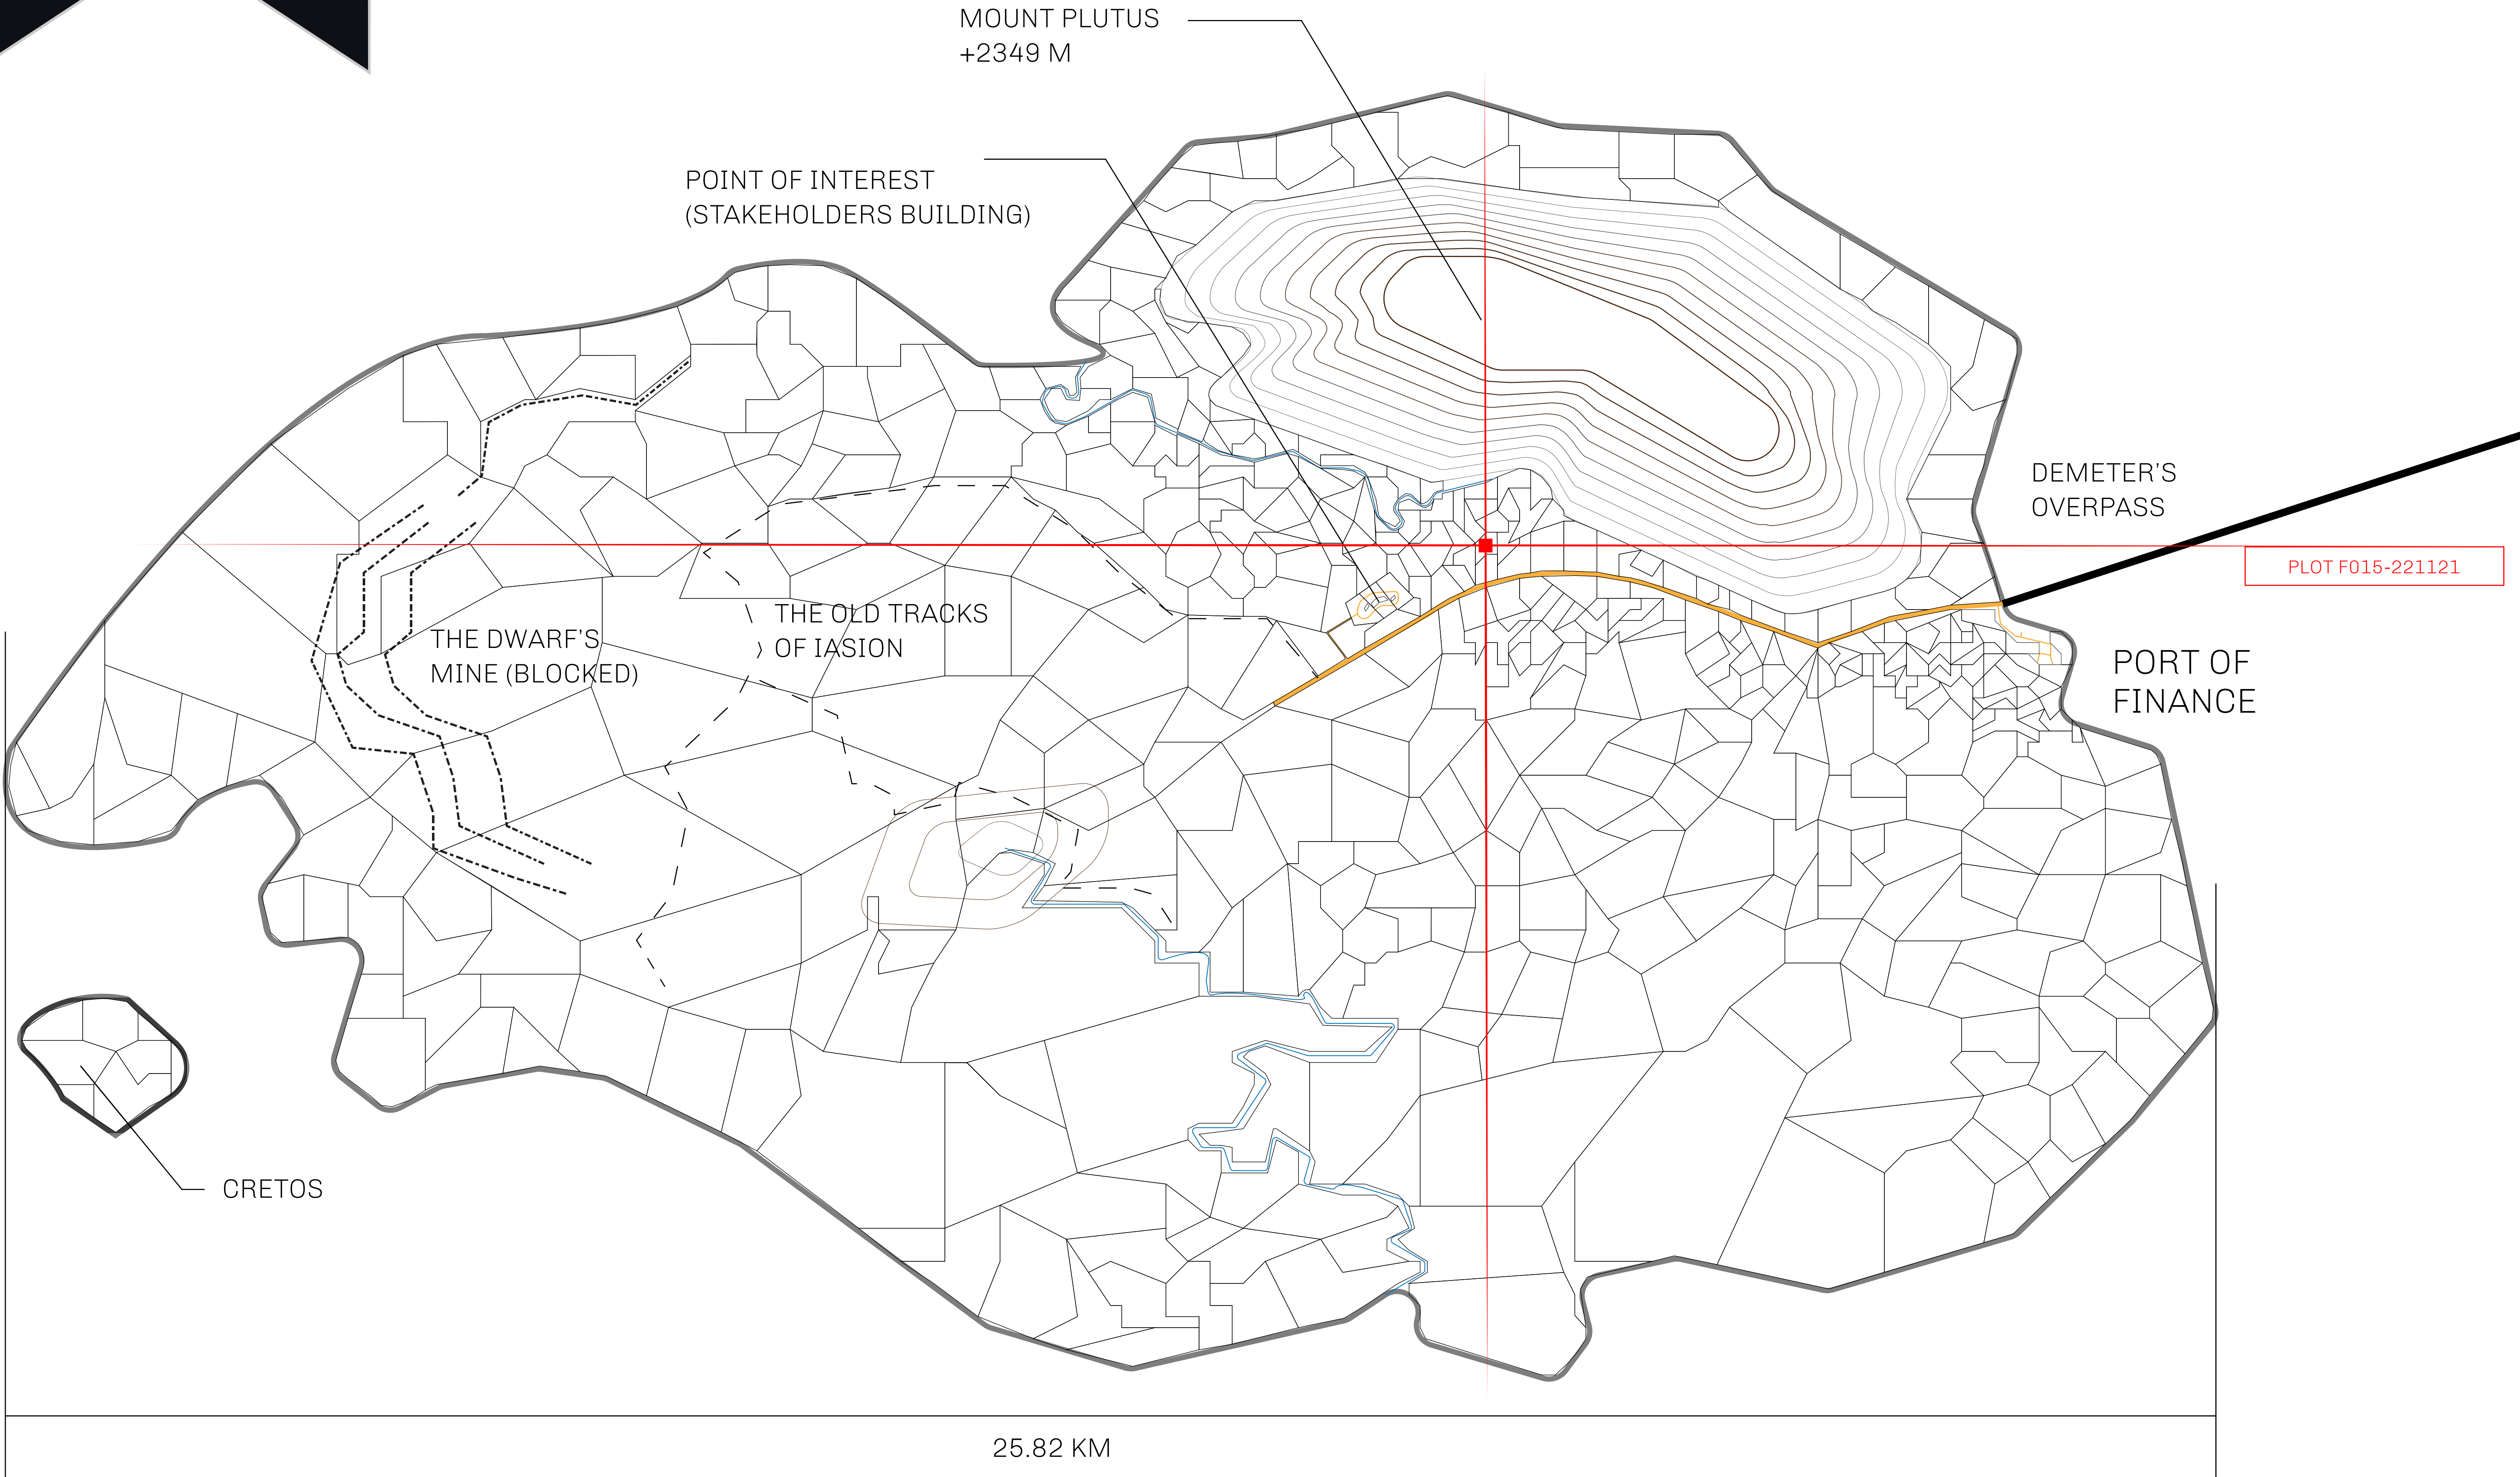 MOUNT PLUTUS
+2349 M
POINT OF INTEREST
(STAKEHOLDERS BUILDING)
DEMETER'S
OVERPASS
PLOT F015-221121
THE OLD TRACKS
OF IASION
THE DWARF'S
MINE (BLOCKED)
PORT OF
FINANCE
CRETOS
25.82 KM